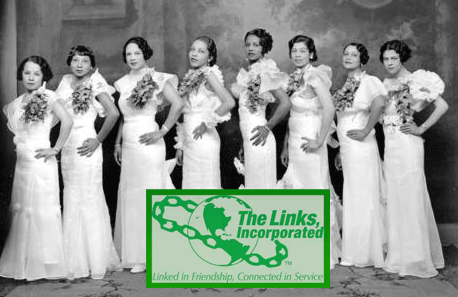 The Links,
Incorporated
TM
Linked in Friendship, Connected in Service